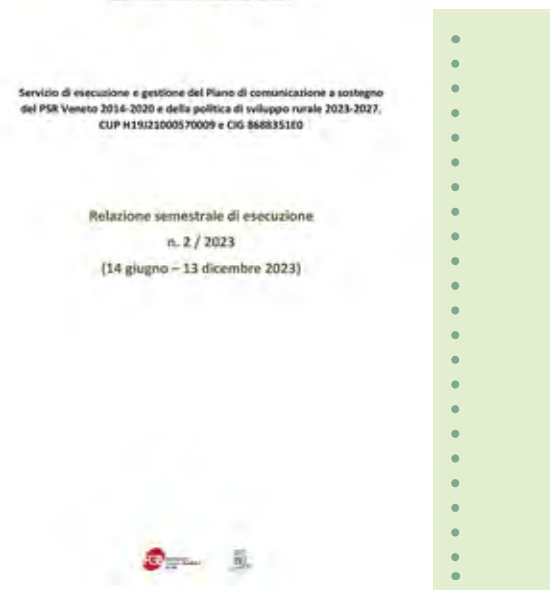 Servizio di esecuzione e gestione del Piano di comunicazione a sostegno
del PSR Veneto 2014-2020 e della politica di sviluppo rurale 2023-2027.
CUP H19J21000570009 e CIG 8688351E0
Relazione semestrale di esecuzione
n. 2 / 2023
(14 giugno – 13 dicembre 2023)